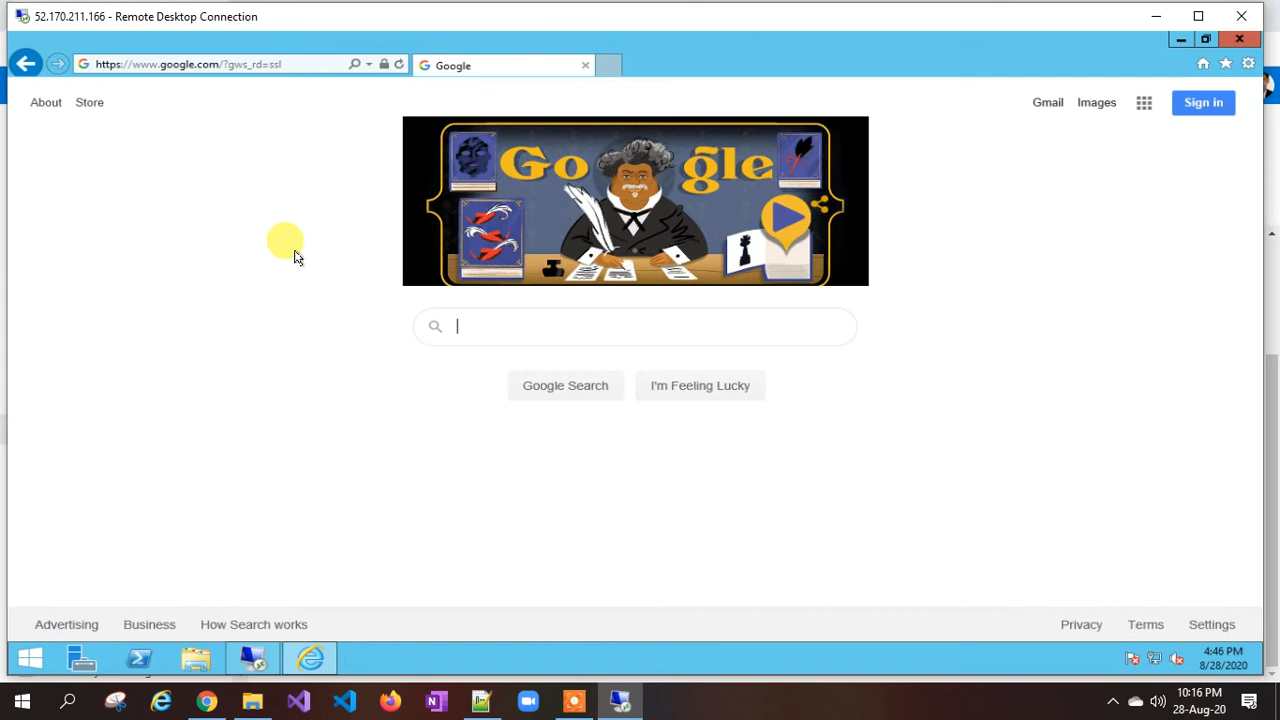 52.170.211.166 - Remote Desktop Connection
https://www.google.com/?gws_rd=ssl
Google
About Store
Gmail Images
Sign in
Google
Google Search
I'm Feeling Lucky
Advertising Business How Search works
Privacy Terms Settings
4:46 PM
8/28/2020
10:16 PM
28-Aug-20